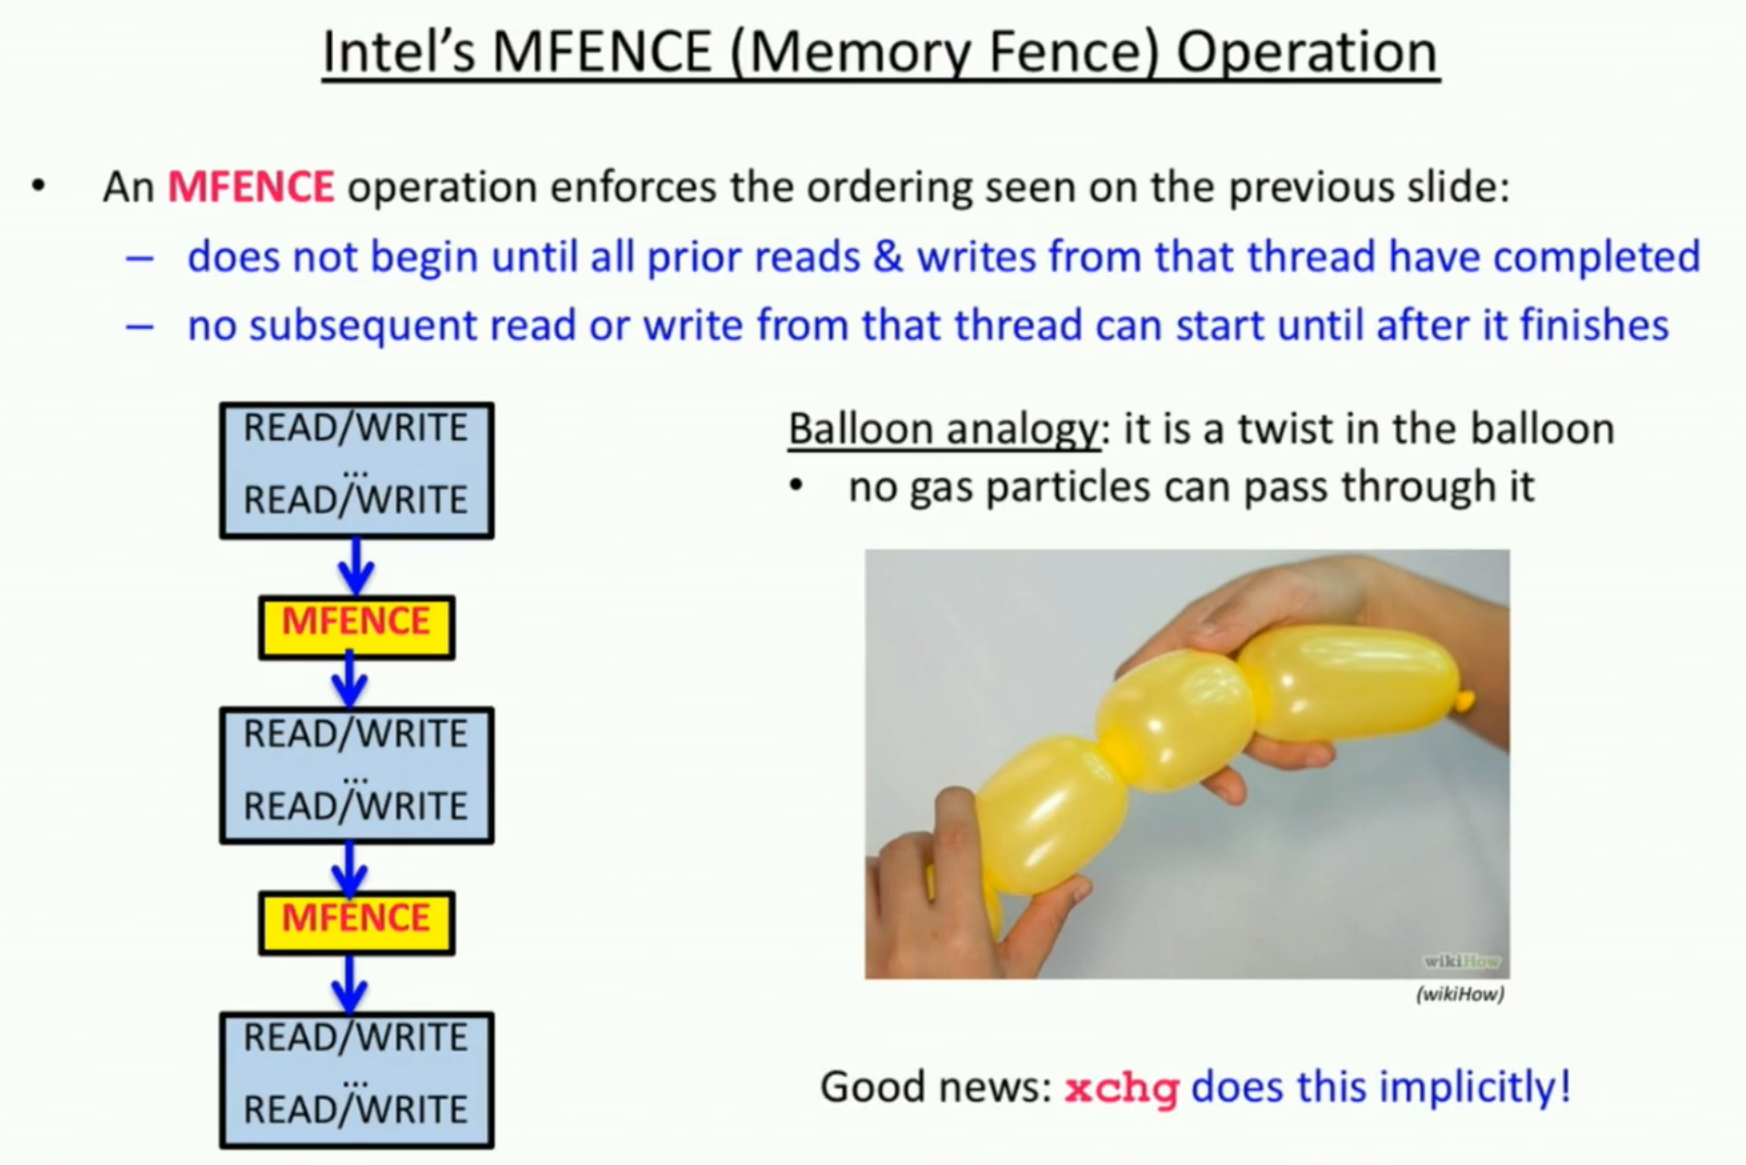 Intel's MFENCE (Memory Fence) Operation
• An MFENCE operation enforces the ordering seen on the previous slide:
– does not begin until all prior reads & writes from that thread have completed
– no subsequent read or write from that thread can start until after it finishes
READ/WRITE
...
READ/WRITE
MFENCE
READ/WRITE
...
READ/WRITE
MFENCE
READ/WRITE
...
READ/WRITE
Balloon analogy: it is a twist in the balloon
• no gas particles can pass through it
wikiHow
(wikiHow)
Good news: xchg does this implicitly!